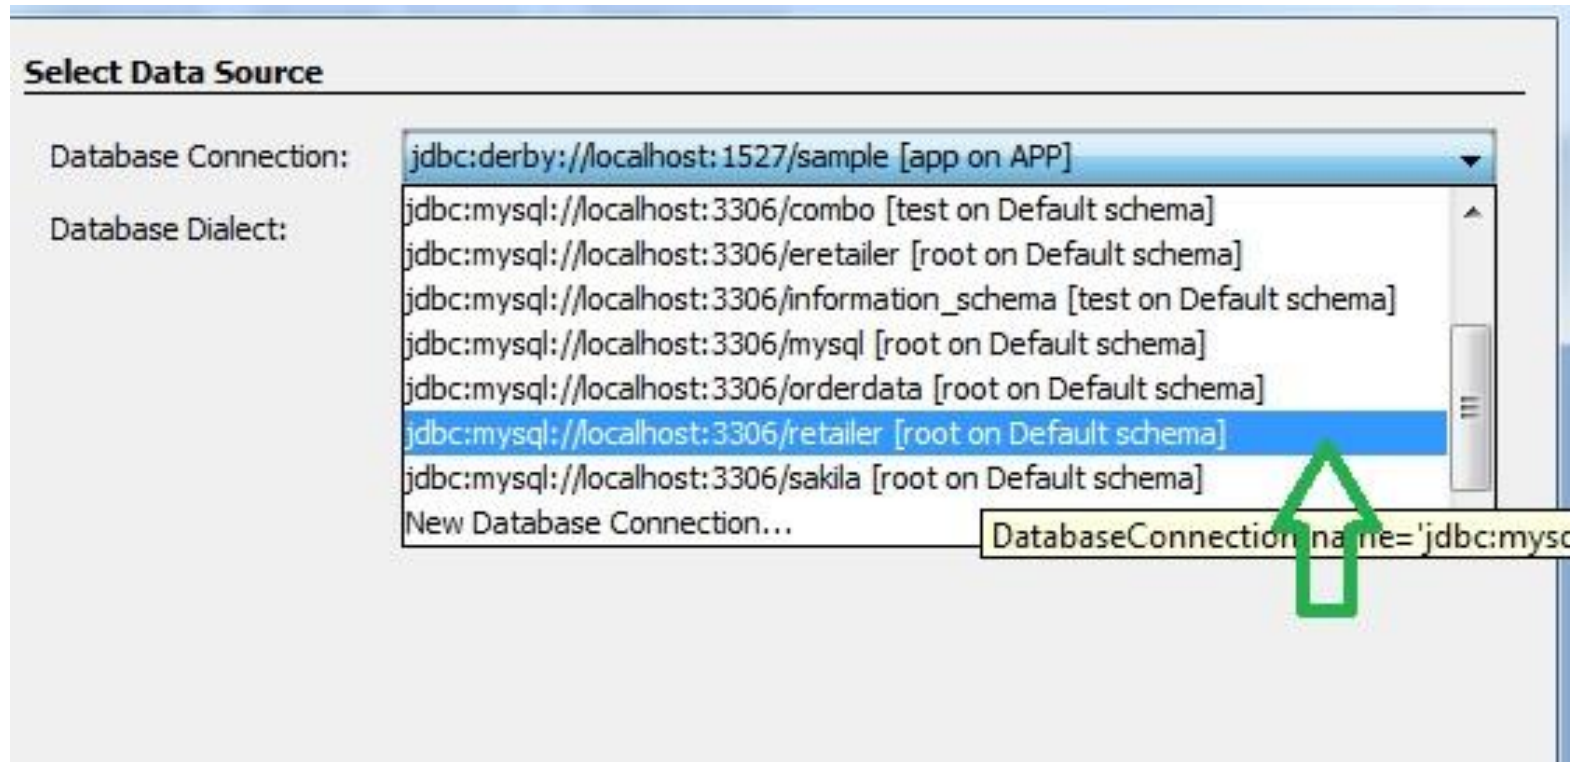 Select Data Source
Database Connection:
jdbc:derby://localhost:1527/sample [app on APP]
Database Dialect:
jdbc:mysql://localhost:3306/combo [test on Default schema]
jdbc:mysql://localhost:3306/eretailer [root on Default schema]
jdbc:mysql://localhost:3306/information_schema [test on Default schema]
jdbc:mysql://localhost:3306/mysql [root on Default schema]
jdbc:mysql://localhost:3306/orderdata [root on Default schema]
jdbc:mysql://localhost:3306/retailer [root on Default schema]
jdbc:mysql://localhost:3306/sakila [root on Default schema]
New Database Connection...
DatabaseConnection name='jdbc:mysq